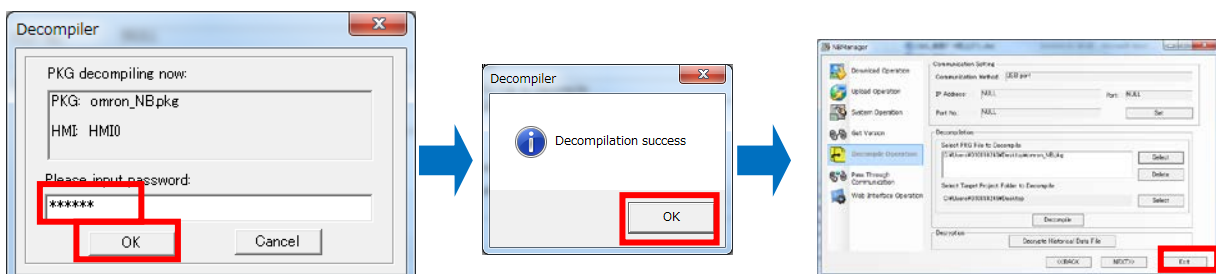 Decompiler
PKG decompiling now:
PKG: omron_NB.pkg
HMI: HMI0
Please input password:
******
OK
Cancel
Decompiler
Decompilation success
OK
NBManager
Download Operation
Upload Operation
System Operation
Get Version
Decompile Operation
Pass Through
Communication
Web Interface Operation
Communication Setting
Communication Method: USB port
IP Address: NULL
Port: NULL
Port No. NULL
Set
Decompilation
Select PKG File to Decompile
Select
Delete
Select Target Project Folder to Decompile
Select
Decompile
Decryption
Decrypte Historical Data File
<<BACK
NEXT>>
Exit